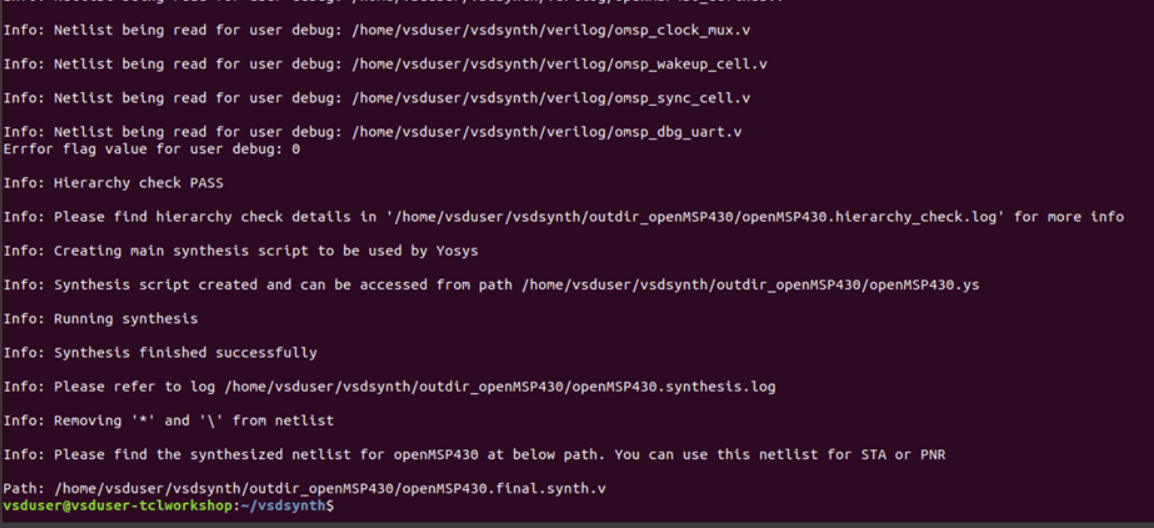 Info: Netlist being read for user debug: /home/vsduser/vsdsynth/verilog/omsp_clock_mux.v
Info: Netlist being read for user debug: /home/vsduser/vsdsynth/verilog/omsp_wakeup_cell.v
Info: Netlist being read for user debug: /home/vsduser/vsdsynth/verilog/omsp_sync_cell.v
Info: Netlist being read for user debug: /home/vsduser/vsdsynth/verilog/omsp_dbg_uart.v
Errfor flag value for user debug: 0
Info: Hierarchy check PASS
Info: Please find hierarchy check details in '/home/vsduser/vsdsynth/outdir_openMSP430/openMSP430.hierarchy_check.log' for more info
Info: Creating main synthesis script to be used by Yosys
Info: Synthesis script created and can be accessed from path /home/vsduser/vsdsynth/outdir_openMSP430/openMSP430.ys
Info: Running synthesis
Info: Synthesis finished successfully
Info: Please refer to log /home/vsduser/vsdsynth/outdir_openMSP430/openMSP430.synthesis.log
Info: Removing '*' and '\' from netlist
Info: Please find the synthesized netlist for openMSP430 at below path. You can use this netlist for STA or PNR
Path: /home/vsduser/vsdsynth/outdir_openMSP430/openMSP430.final.synth.v
vsduser@vsduser-tclworkshop:~/vsdsynth$